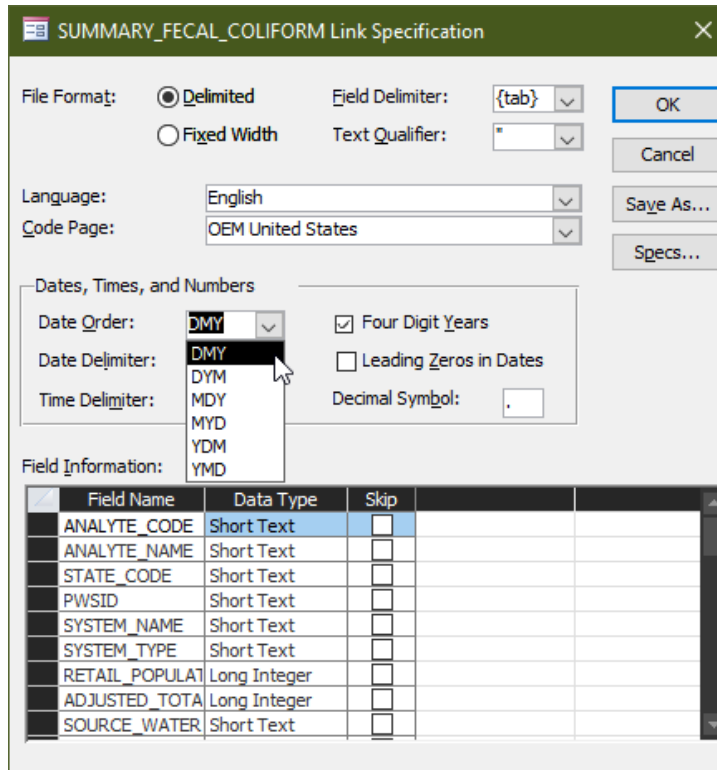 SUMMARY_FECAL_COLIFORM Link Specification
File Format: Delimited Field Delimiter: {tab} OK
Fixed Width Text Qualifier: "
Cancel
Language: English Save As...
Code Page: OEM United States
Specs...
Dates, Times, and Numbers
Date Order: DMY Four Digit Years
Date Delimiter: DMY Leading Zeros in Dates
DYM
Time Delimiter: MDY Decimal Symbol: .
MYD
YDM
Field Information: YMD
Field Name Data Type Skip
ANALYTE_CODE Short Text
ANALYTE_NAME Short Text
STATE_CODE Short Text
PWSID Short Text
SYSTEM_NAME Short Text
SYSTEM_TYPE Short Text
RETAIL_POPULAT Long Integer
ADJUSTED_TOTA Long Integer
SOURCE_WATER Short Text